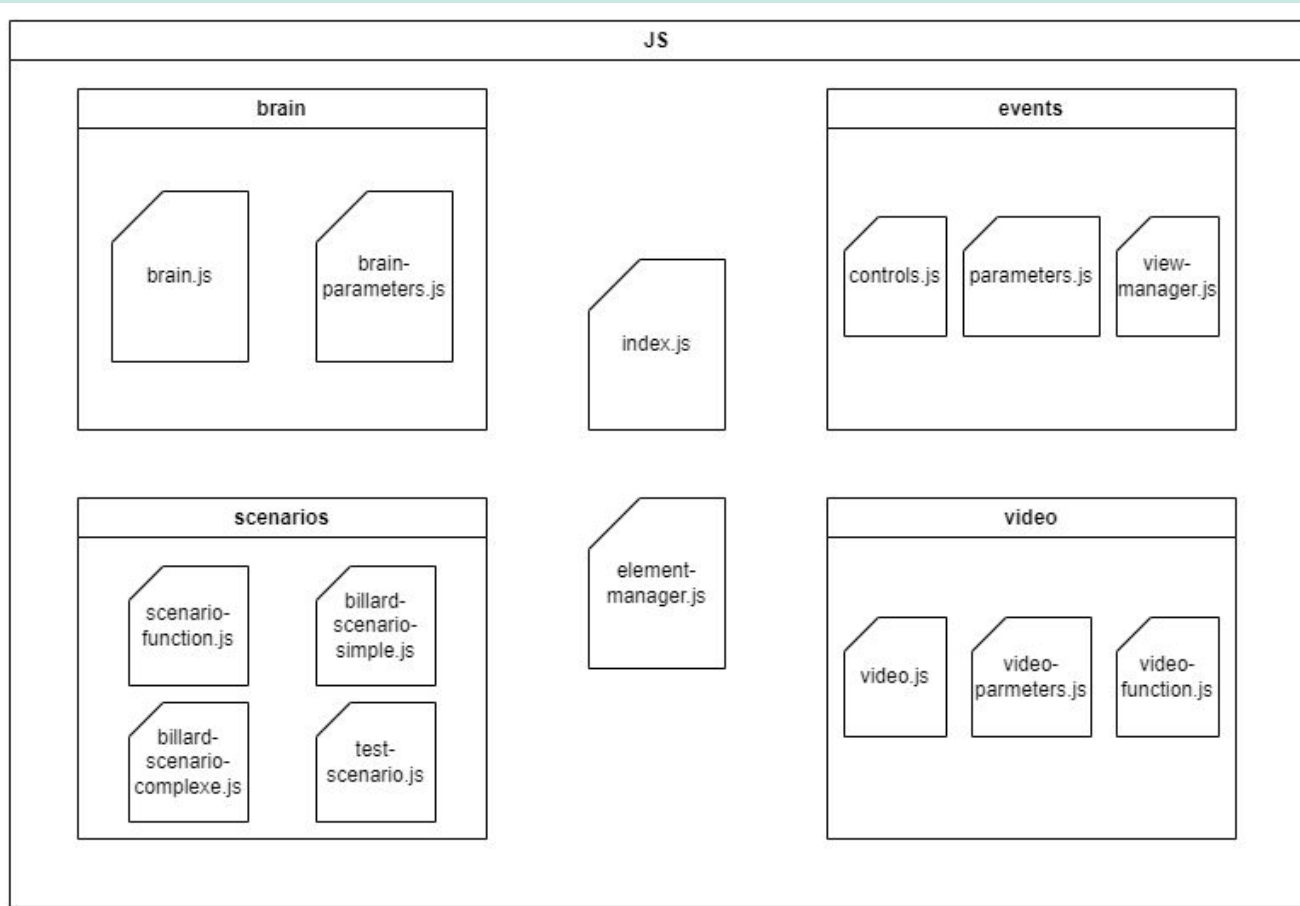 JS
brain
brain.js
brain-
parameters.js
index.js
events
controls.js
parameters.js
view-
manager.js
scenarios
scenario-
function.js
billard-
scenario-
simple.js
billard-
scenario-
complexe.js
test-
scenario.js
element-
manager.js
video
video.js
video-
parmeters.js
video-
function.js